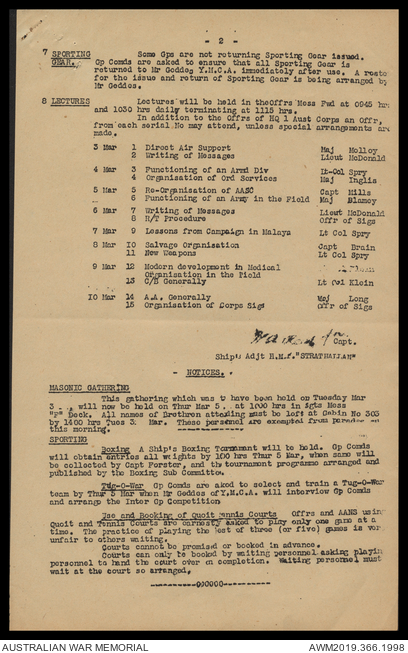 - 2 -
7 SPORTING Some Gps are not returning Sporting Gear issued.
GEAR. Gp Comds are asked to ensure that all Sporting Gear is
returned to Mr Geddes Y.M.C.A. immediately after use. A roster
for the issue and return of Sporting Gear is being arranged by
Mr Geddes.
8 LECTURES Lectures will be held in the Offrs Mess Fwd at 0945 hrs
and 1030 hrs daily terminating at 1115 hrs.
In addition to the Offrs of HQ 1 Aust Corps an Offr,
from each serial No may attend, unless special arrangements are
made.
3 Mar 1 Direct Air Support Maj Molloy
2 Writing of Messages Lieut McDonald
4 Mar 3 Functioning of an Armd Div Lt-Col Spry
4 Organisation of Ord Services Maj Inglis
5 Mar 5 Re-Organisation of AASC Capt Mills
6 Functioning of an Army in the Field Maj Blamey
6 Mar 7 Writing of Messages Lieut McDonald
8 R/T Procedure Offr of Sigs
7 Mar 9 Lessons from Campaign in Malaya Lt Col Spry
8 Mar 10 Salvage Organisation Capt Brain
11 New Weapons Lt Col Spry
9 Mar 12 Modern development in Medical
Organisation in the Field
13 C/B Generally Lt Col Klein
10 Mar 14 A.A. Generally Maj Long
15 Organisation of Corps Sigs Offr of Sigs
Capt.
Ships Adjt H.M.T. "STRATHALLAN"
- NOTICES. -
MASONIC GATHERING
This gathering which was to have been held on Tuesday Mar
3 will now be held on Thur Mar 5 at 1800 hrs in Sgts Mess
"F" Deck. All names of Brethren attending must be left at Cabin No 303
by 1400 hrs Tues 3 Mar. These personnel are exempted from Parades on
this morning.
SPORTING
Boxing A Ship's Boxing Tournament will be held. Gp Comds
will obtain entries all weights by 100 hrs Thur 5 Mar, when same will
be collected by Capt Forster, and the tournament programme arranged and
published by the Boxing Sub Committee.
Tug-O-War Gp Comds are asked to select and train a Tug-O-War
team by Thur 5 Mar when Mr Geddes of Y.M.C.A. will interview Gp Comds
and arrange the Inter Gp Competition
Use and Booking of Quoit Tennis Courts Offrs and AANS using
Quoit and Tennis Courts are earnestly asked to play only one game at a
time. The practice of playing the best of three (or five) games is very
unfair to others waiting.
Courts cannot be promised or booked in advance.
Courts can only be booked by waiting personnel asking playing
personnel to hand the court over on completion. Waiting personnel must
wait at the court so arranged.
----------000000----------
AUSTRALIAN WAR MEMORIAL AWM2019.366.1998